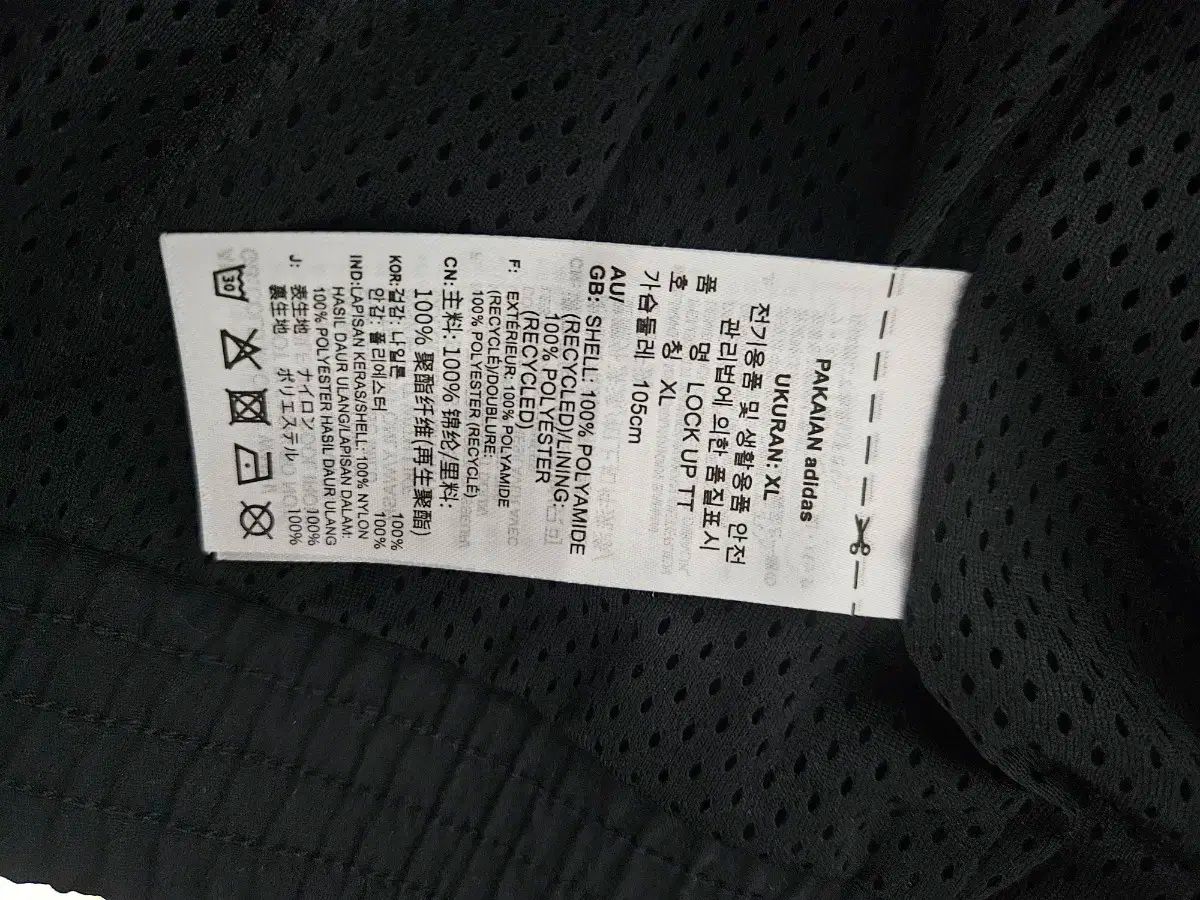 PAKAIAN adidas
UKURAN: XL
전기용품 및 생활용품 안전
관리법에 의한 품질표시
품 명 LOCK UP TT
호 칭 XL
가슴둘레 105cm
AU/
GB: SHELL: 100% POLYAMIDE
(RECYCLED)/LINING:
100% POLYESTER
(RECYCLED)
F: EXTÉRIEUR: 100% POLYAMIDE
(RECYCLÉ)/DOUBLURE:
100% POLYESTER (RECYCLÉ)
CN: 主料: 100% 锦纶/里料:
100% 聚酯纤维(再生聚酯)
KOR:겉감: 나일론 100%
안감: 폴리에스터 100%
IND:LAPISAN KERAS/SHELL: 100% NYLON
HASIL DAUR ULANG/LAPISAN DALAM:
100% POLYESTER HASIL DAUR ULANG
J: 表生地 ナイロン 100%
裏生地 ポリエステル 100%
30